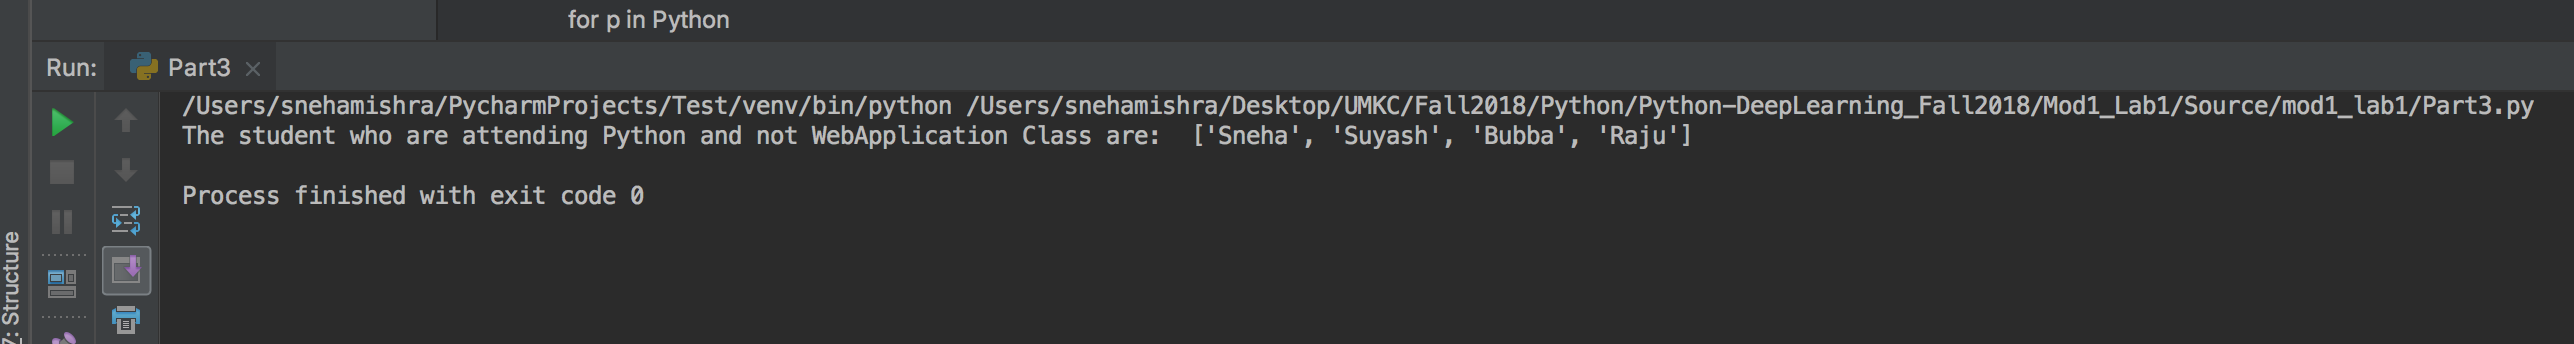 for p in Python
Run: Part3
/Users/snehamishra/PycharmProjects/Test/venv/bin/python /Users/snehamishra/Desktop/UMKC/Fall2018/Python/Python-DeepLearning_Fall2018/Mod1_Lab1/Source/mod1_lab1/Part3.py
The student who are attending Python and not WebApplication Class are:  ['Sneha', 'Suyash', 'Bubba', 'Raju']
Process finished with exit code 0
7: Structure